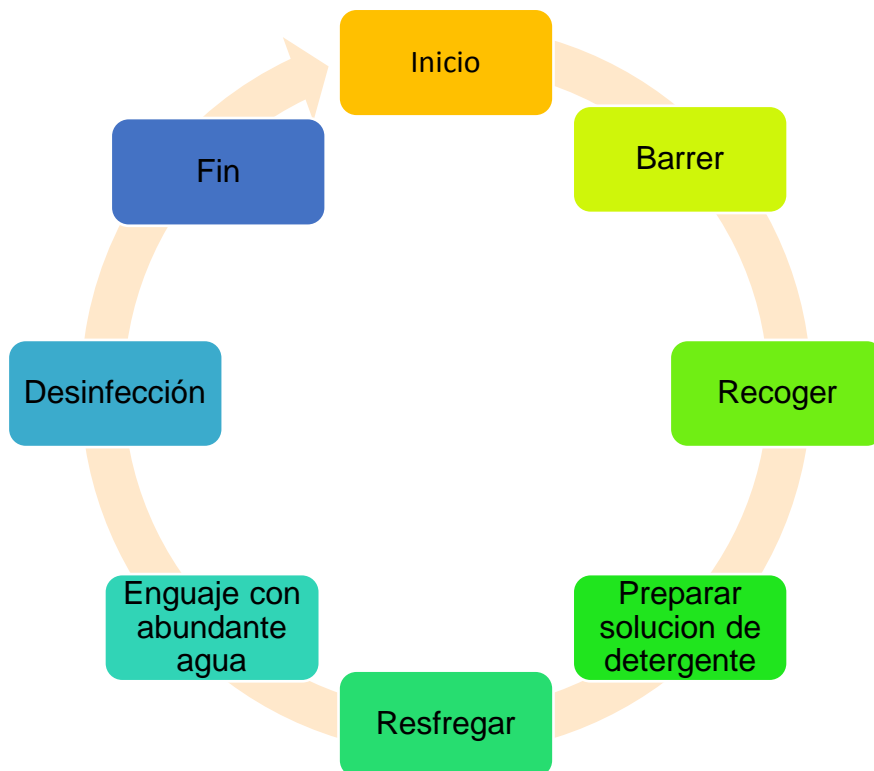 Inicio
Barrer
Recoger
Preparar
solucion de
detergente
Resfregar
Enguaje con
abundante
agua
Desinfección
Fin